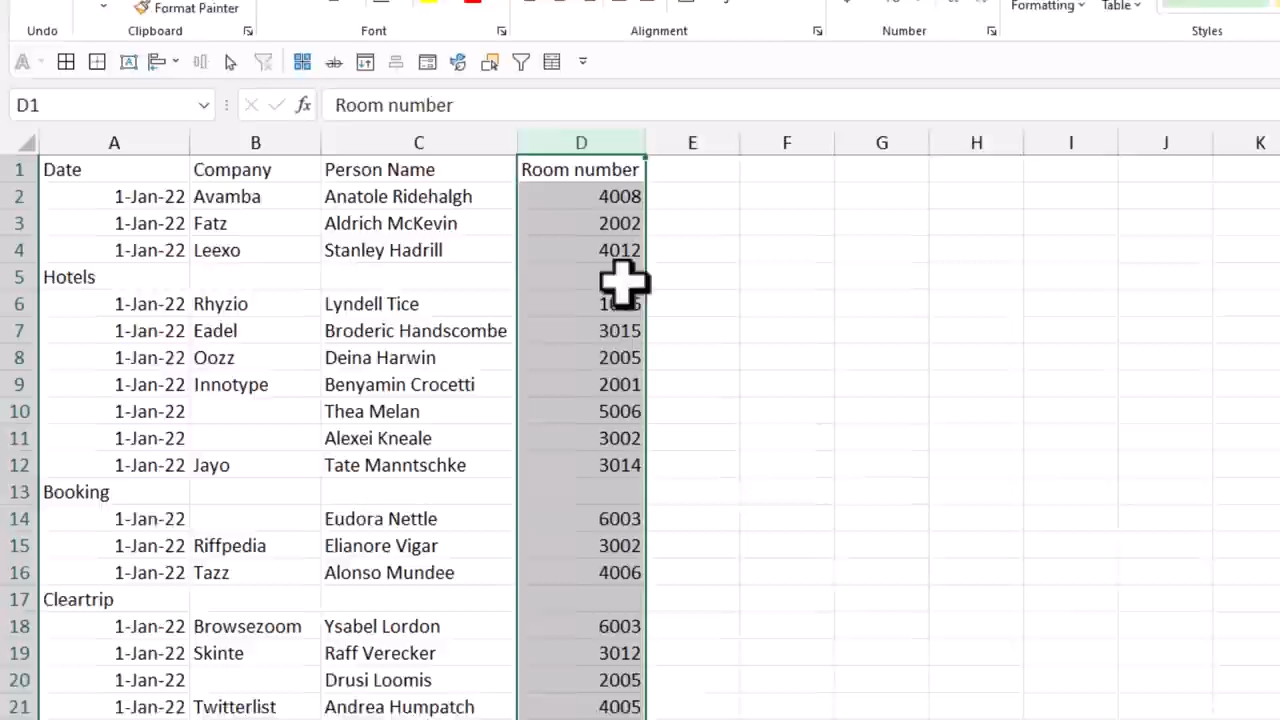 Format Painter
Formatting Table
Undo Clipboard Font Alignment Number Styles
D1 fx Room number
A B C D E F G H I J K
1 Date Company Person Name Room number
2 1-Jan-22 Avamba Anatole Ridehalgh 4008
3 1-Jan-22 Fatz Aldrich McKevin 2002
4 1-Jan-22 Leexo Stanley Hadrill 4012
5 Hotels
6 1-Jan-22 Rhyzio Lyndell Tice
7 1-Jan-22 Eadel Broderic Handscombe 3015
8 1-Jan-22 Oozz Deina Harwin 2005
9 1-Jan-22 Innotype Benyamin Crocetti 2001
10 1-Jan-22 Thea Melan 5006
11 1-Jan-22 Alexei Kneale 3002
12 1-Jan-22 Jayo Tate Manntschke 3014
13 Booking
14 1-Jan-22 Eudora Nettle 6003
15 1-Jan-22 Riffpedia Elianore Vigar 3002
16 1-Jan-22 Tazz Alonso Mundee 4006
17 Cleartrip
18 1-Jan-22 Browsezoom Ysabel Lordon 6003
19 1-Jan-22 Skinte Raff Verecker 3012
20 1-Jan-22 Drusi Loomis 2005
21 1-Jan-22 Twitterlist Andrea Humpatch 4005